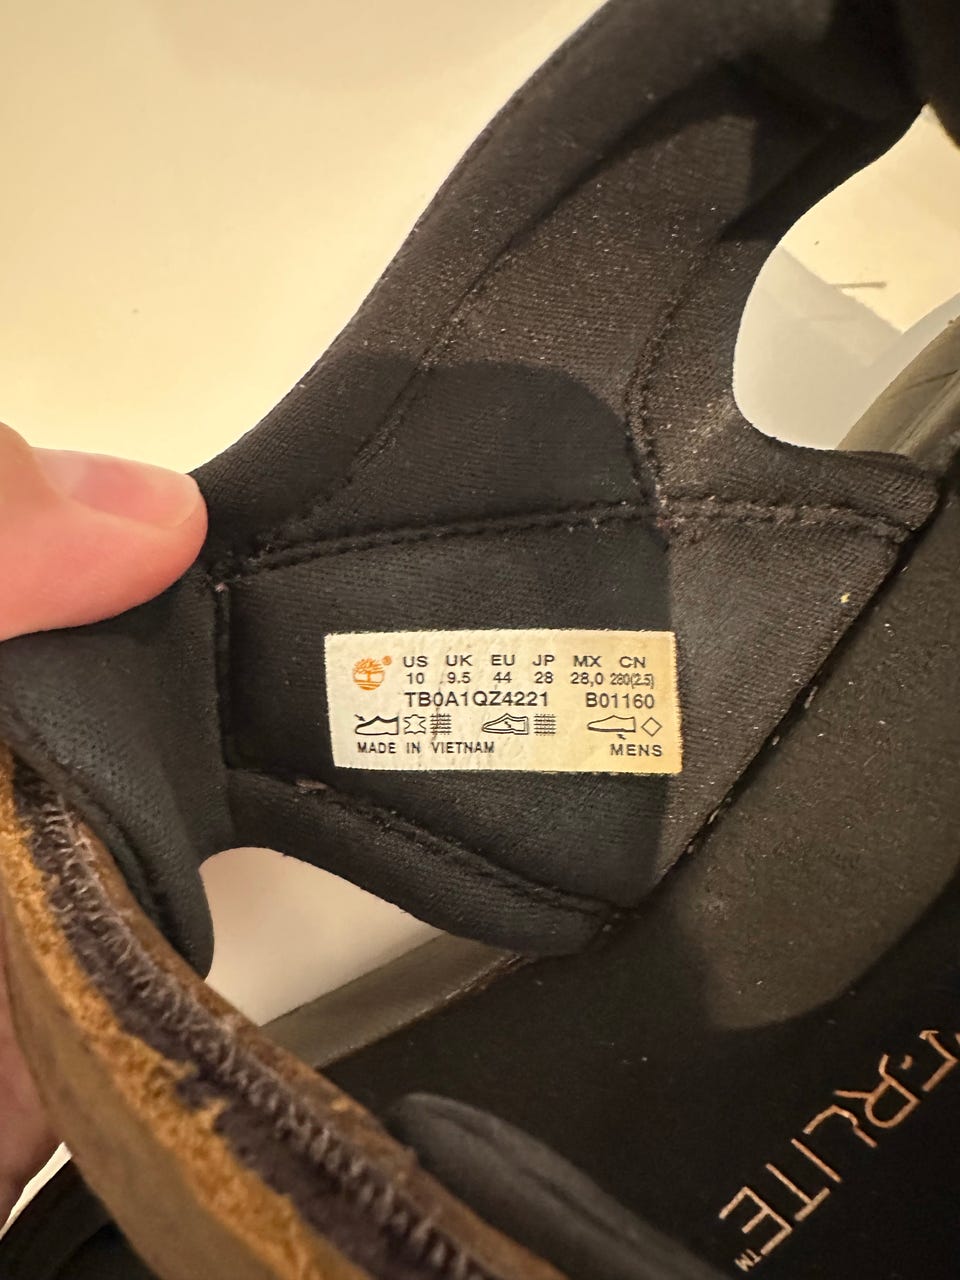 US UK EU JP MX CN
10 9.5 44 28 28,0 280(2.5)
TB0A1QZ4221 B01160
MADE IN VIETNAM MENS
RLITE™